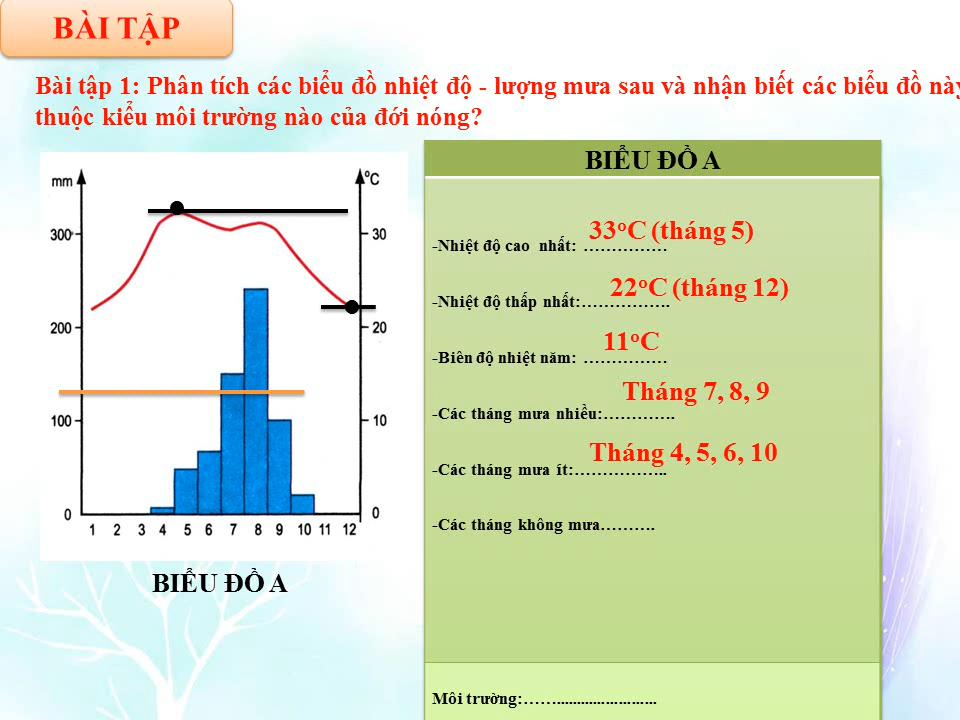 BÀI TẬP
Bài tập 1: Phân tích các biểu đồ nhiệt độ - lượng mưa sau và nhận biết các biểu đồ này
thuộc kiểu môi trường nào của đới nóng?
mm
°C
300
30
200
20
100
10
0
0
1 2 3 4 5 6 7 8 9 10 11 12
BIỂU ĐỒ A
BIỂU ĐỒ A
33°C (tháng 5)
-Nhiệt độ cao nhất: ……………
22°C (tháng 12)
-Nhiệt độ thấp nhất:…………….
11°C
-Biên độ nhiệt năm: ……………
Tháng 7, 8, 9
-Các tháng mưa nhiều:………….
Tháng 4, 5, 6, 10
-Các tháng mưa ít:……………..
-Các tháng không mưa……….
Môi trường:……........................